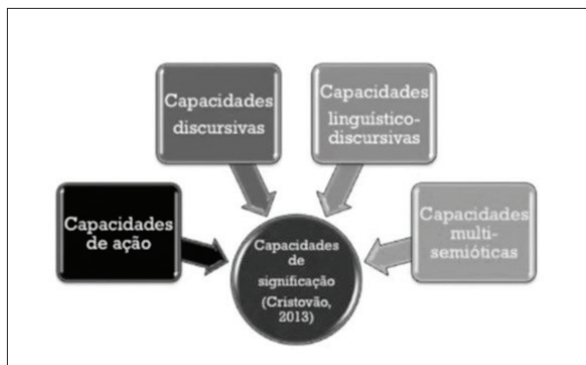 Capacidades
discursivas
Capacidades
linguístico-
discursivas
Capacidades
de ação
Capacidades
multi-
semióticas
Capacidades
de
significação
(Cristovão,
2013)